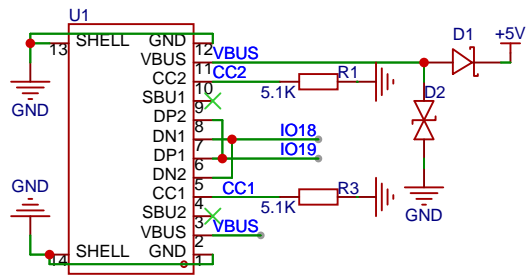 U1
D1
+5V
SHELL
13
GND
12
VBUS
VBUS
11
CC2
CC2
R1
5.1K
10
SBU1
9
DP2
8
DN1
IO18
7
DP1
IO19
6
DN2
5
CC1
CC1
R3
5.1K
4
SBU2
3
VBUS
VBUS
2
SHELL
14
GND
1
GND
GND
D2
GND